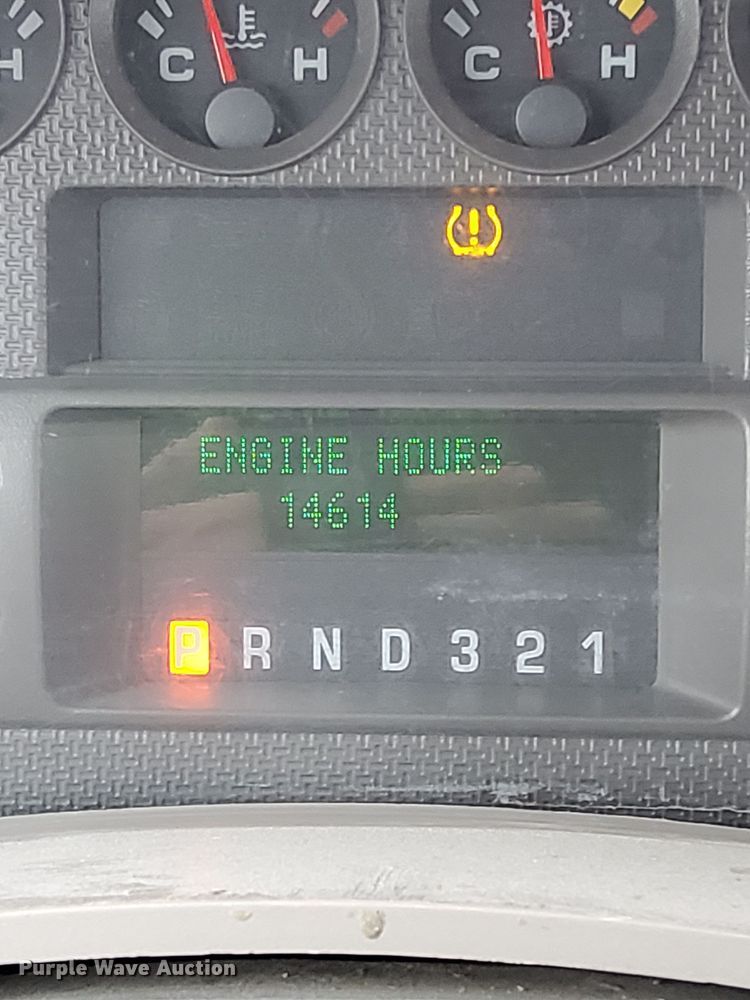 H C H C H
ENGINE HOURS
14614
P R N D 3 2 1
Purple Wave Auction